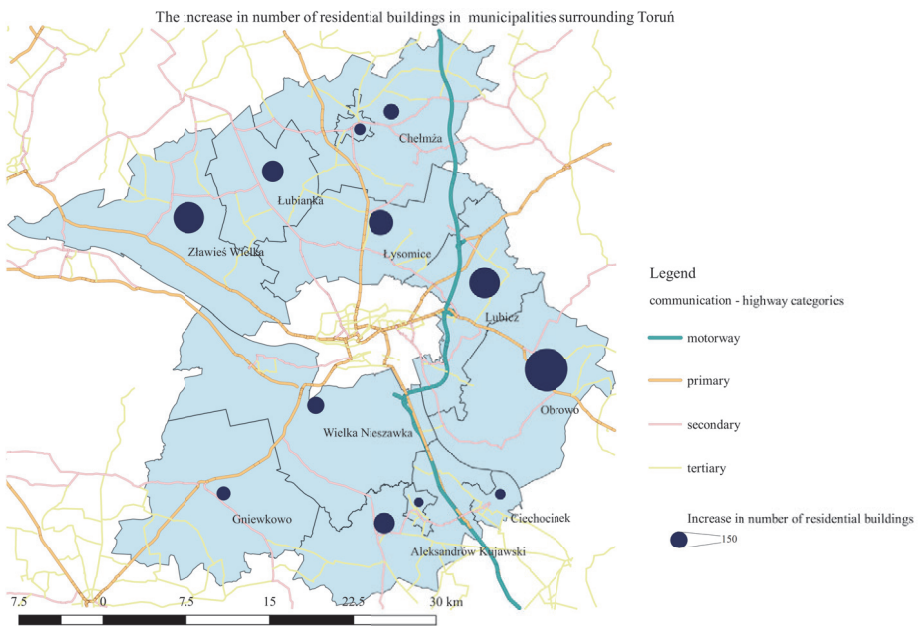 The increase in number of residential buildings in municipalities surrounding Toruń
Chełmża
Łubianka
Zławieś Wielka
Łysomice
Lubicz
Obrowo
Wielka Nieszawka
Gniewkowo
Ciechocinek
Aleksandrów Kujawski
7.5 0 7.5 15 22.5 30 km
Legend
communication - highway categories
motorway
primary
secondary
tertiary
Increase in number of residential buildings
150